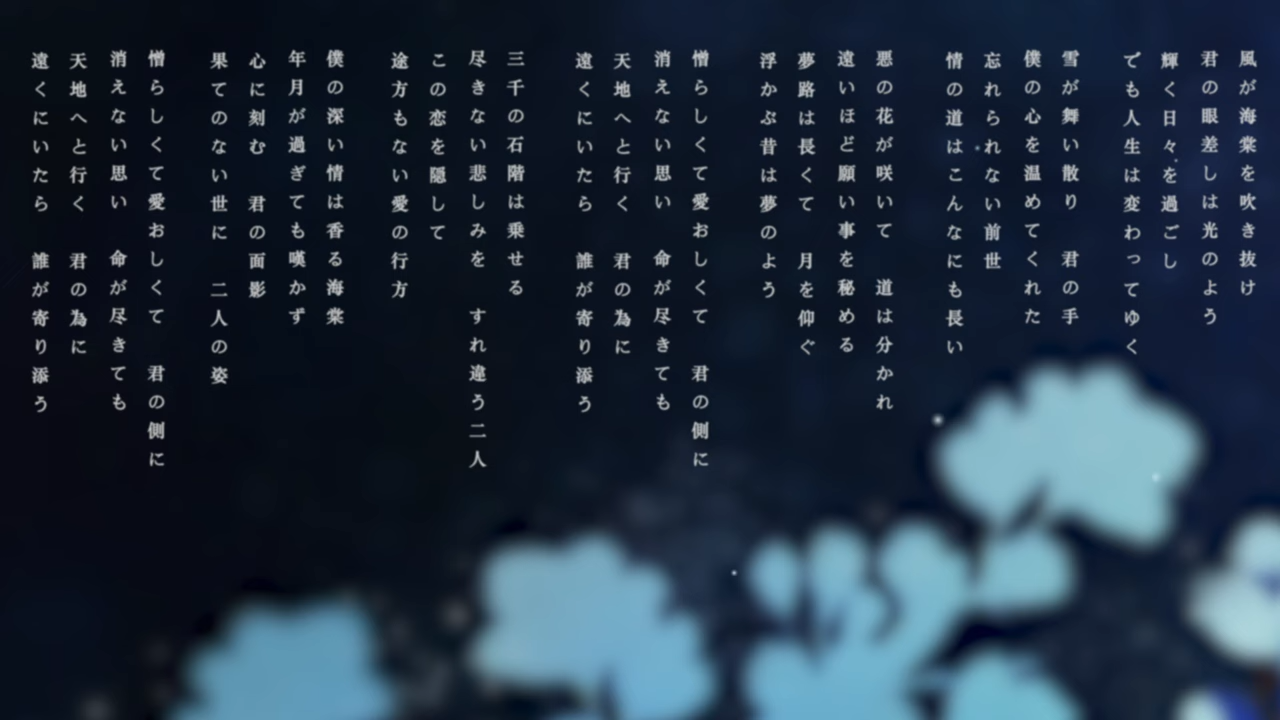 風が海棠を吹き抜け
君の眼差しは光のよう
輝く日々を過ごし
でも人生は変わってゆく
雪が舞い散り　君の手
僕の心を温めてくれた
忘れられない前世
情の道はこんなにも長い
悪の花が咲いて　道は分かれ
遠いほど願い事を秘める
夢路は長くて　月を仰ぐ
浮かぶ昔は夢のよう
憎らしくて愛おしくて　君の側に
消えない思い　命が尽きても
天地へと行く　君の為に
遠くにいたら　誰が寄り添う
三千の石階は乗せる
尽きない悲しみを　すれ違う二人
この恋を隠して
途方もない愛の行方
僕の深い情は香る海棠
年月が過ぎても嘆かず
心に刻む　君の面影
果てのない世に　二人の姿
憎らしくて愛おしくて　君の側に
消えない思い　命が尽きても
天地へと行く　君の為に
遠くにいたら　誰が寄り添う